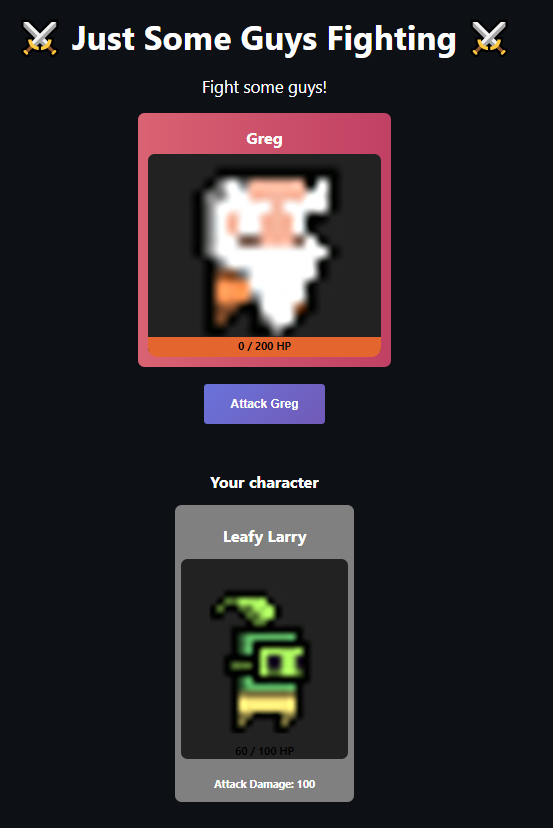 ⚔️ Just Some Guys Fighting ⚔️
Fight some guys!
Greg
0 / 200 HP
Attack Greg
Your character
Leafy Larry
60 / 100 HP
Attack Damage: 100